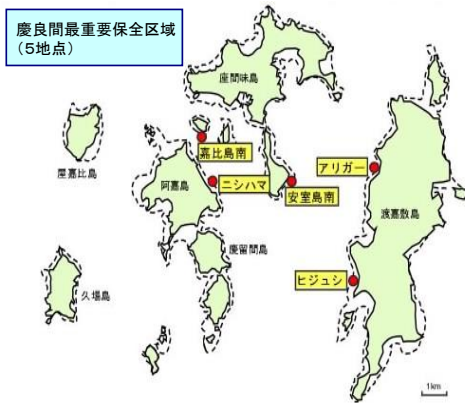 慶良間最重要保全区域
（5地点）
座間味島
屋嘉比島
嘉比島南
アリガー
阿嘉島
ニシハマ
安室島南
渡嘉敷島
慶留間島
ヒジュシ
久場島
1km